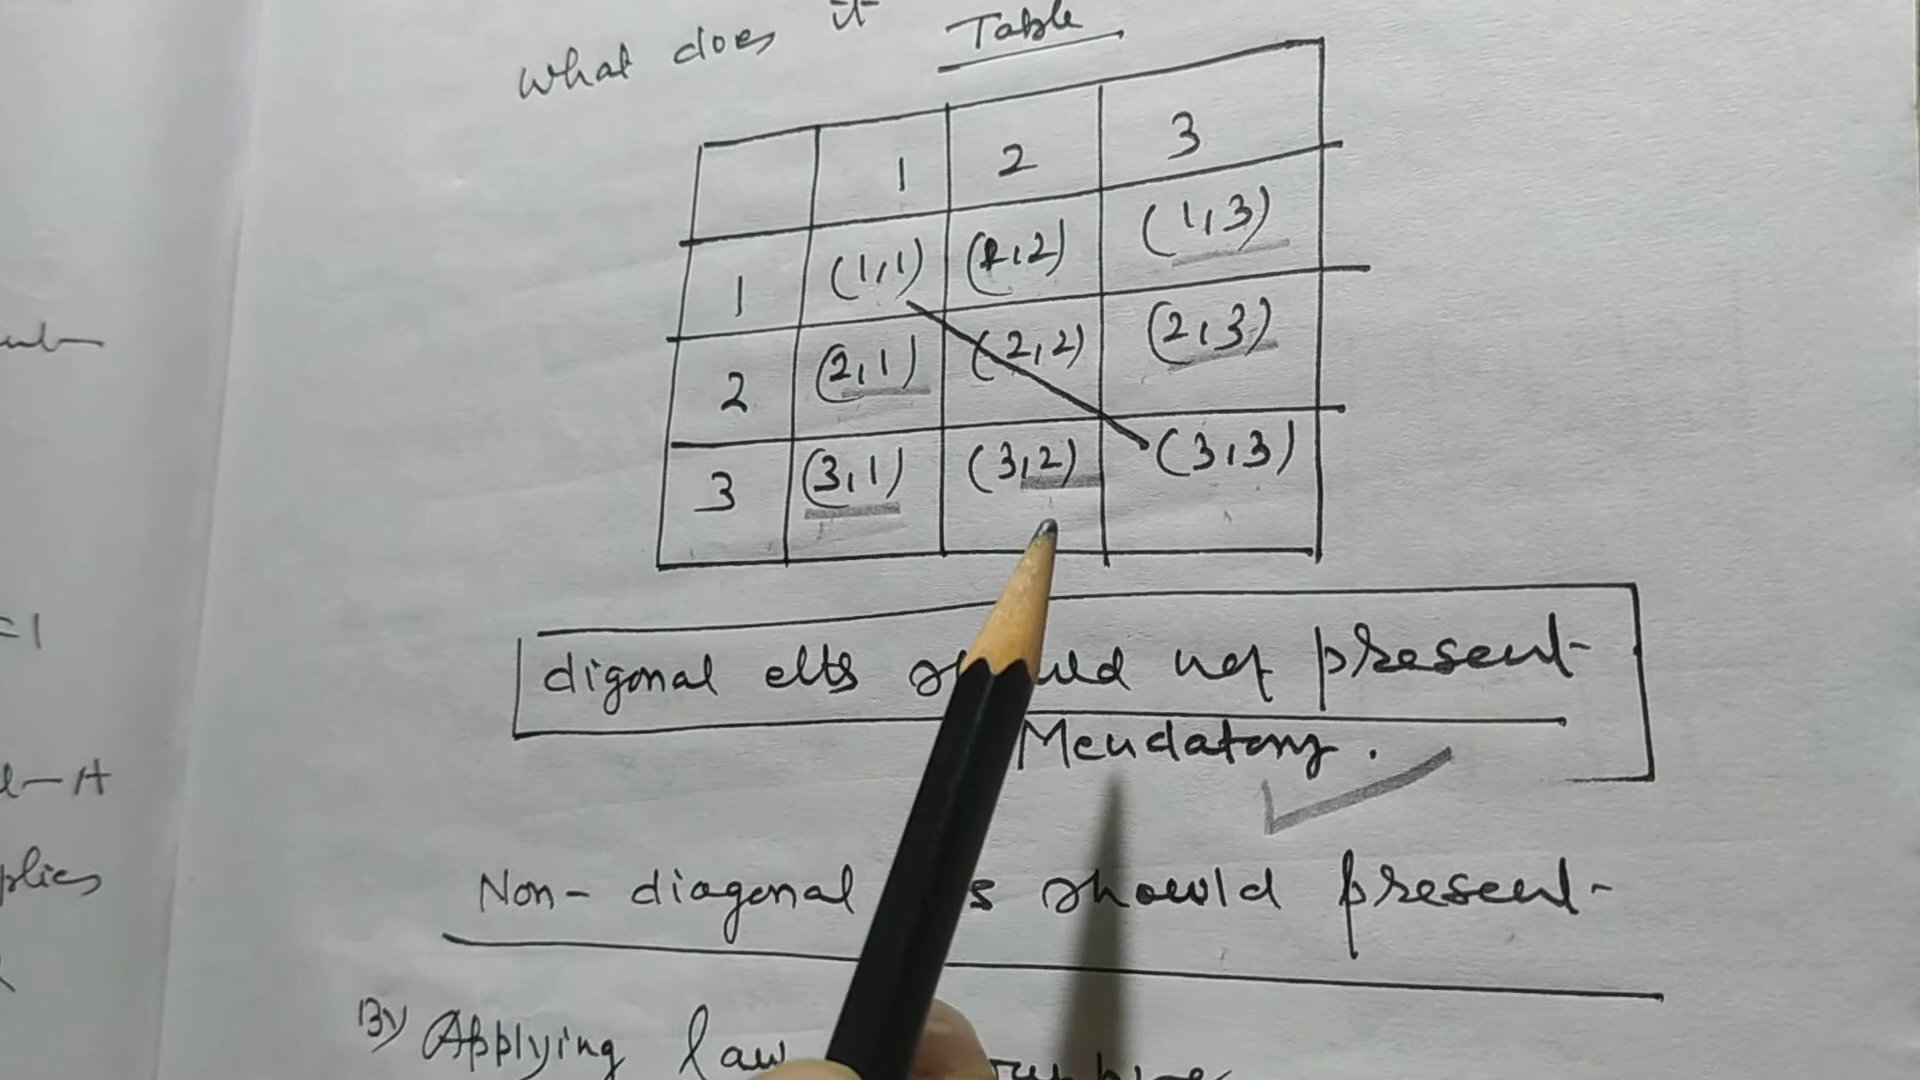 What does it
Table
1 2 3
1 (1,1) (1,2) (1,3)
2 (2,1) (2,2) (2,3)
3 (3,1) (3,2) (3,3)
digonal elts should not present
Mendatory.
Non-diagonal should present
=1
By Applying law